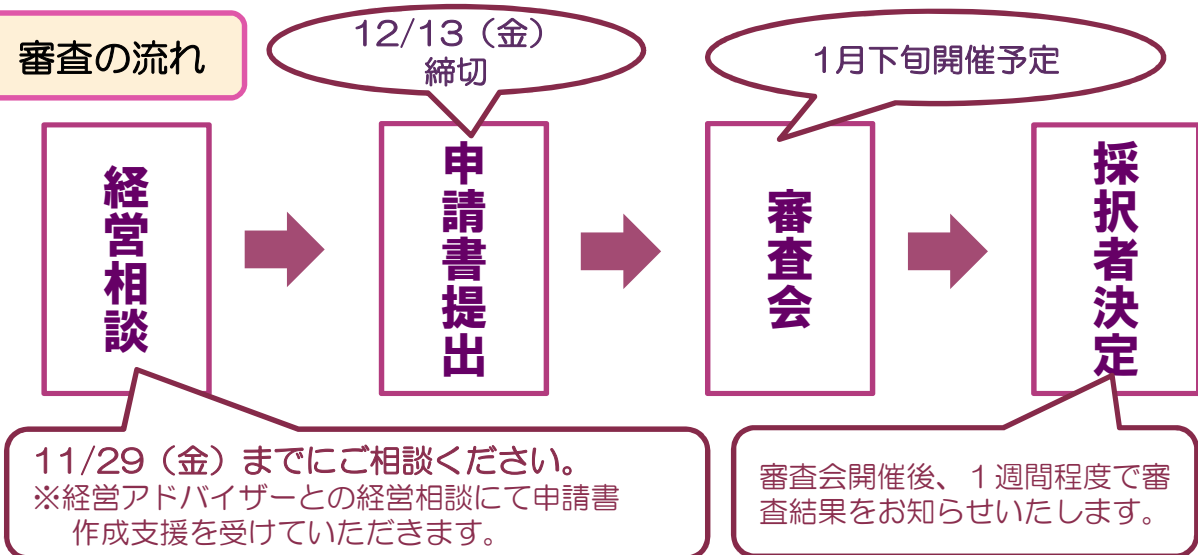 審査の流れ
12/13（金）
締切
1月下旬開催予定
経営相談
申請書提出
審査会
採択者決定
11/29（金）までにご相談ください。
※経営アドバイザーとの経営相談にて申請書
作成支援を受けていただきます。
審査会開催後、１週間程度で審
査結果をお知らせいたします。